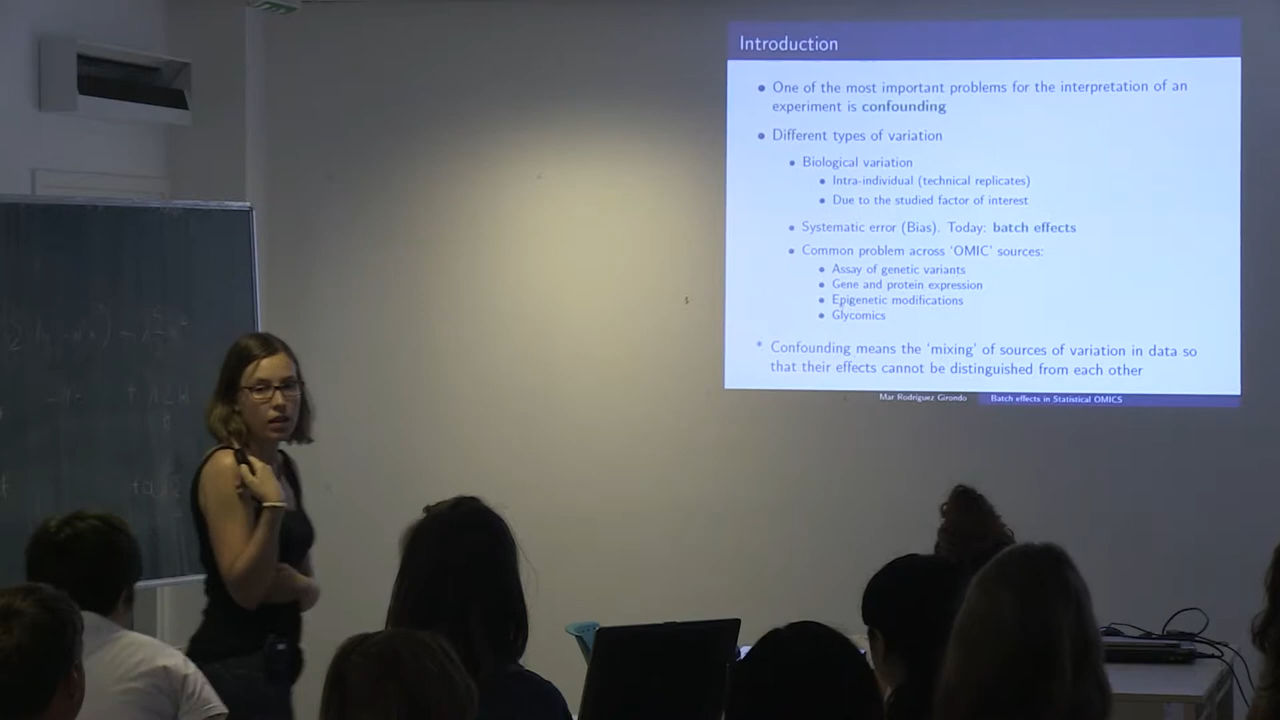 Introduction
One of the most important problems for the interpretation of an
experiment is confounding
Different types of variation
Biological variation
Intra-individual (technical replicates)
Due to the studied factor of interest
Systematic error (Bias). Today: batch effects
Common problem across 'OMIC' sources:
Assay of genetic variants
Gene and protein expression
Epigenetic modifications
Glycomics
* Confounding means the 'mixing' of sources of variation in data so
that their effects cannot be distinguished from each other
Mar Rodríguez Girondo Batch effects in Statistical OMICS